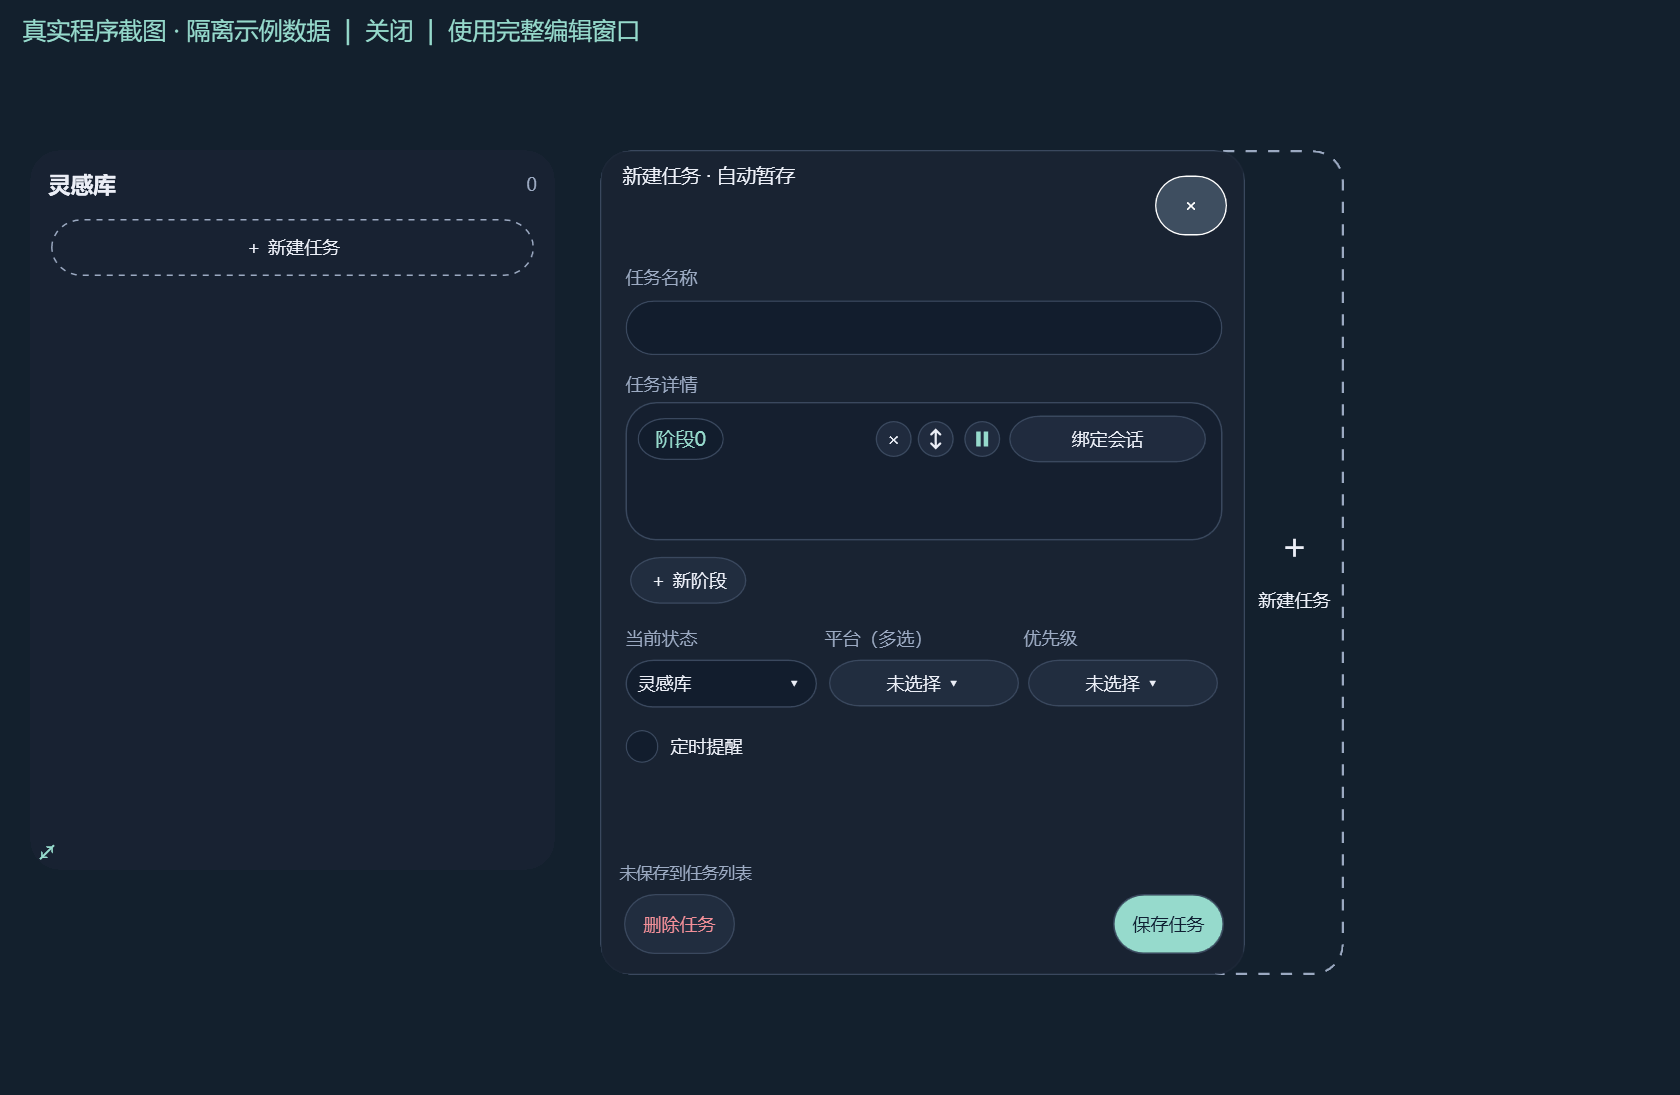 真实程序截图 · 隔离示例数据 | 关闭 | 使用完整编辑窗口
灵感库
0
+ 新建任务
新建任务 · 自动暂存
×
任务名称
任务详情
阶段0
×
绑定会话
+ 新阶段
当前状态
平台（多选）
优先级
灵感库
未选择
未选择
定时提醒
未保存到任务列表
删除任务
保存任务
+
新建任务